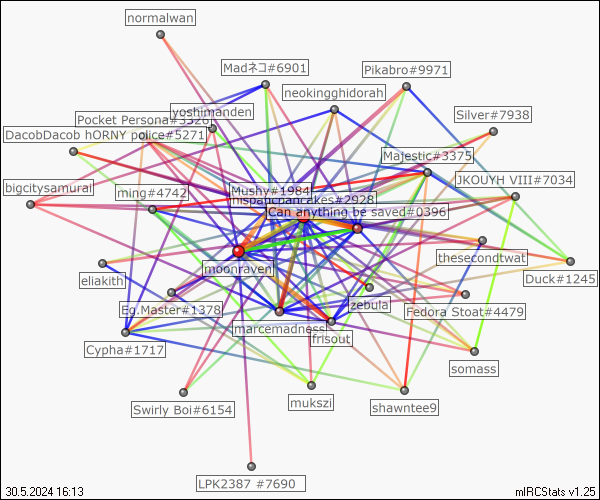 normalwan
Madネコ#6901
Pikabro#9971
neokingghidorah
yoshimanden
Silver#7938
Pocket Persona#3326
DacobDacob hORNY police#5271
Majestic#3375
JKOUYH VIII#7034
bigcitysamurai
ming#4742
Mushy#1984
mispancpancakes#2928
Can anything be saved#0396
thesecondtwat
moonraven
Duck#1245
eliakith
zebula
Eg.Master#1378
Fedora Stoat#4479
marcemadness
frisout
Cypha#1717
somass
mukszi
Swirly Boi#6154
shawntee9
LPK2387 #7690
30.5.2024 16:13
mIRCStats v1.25